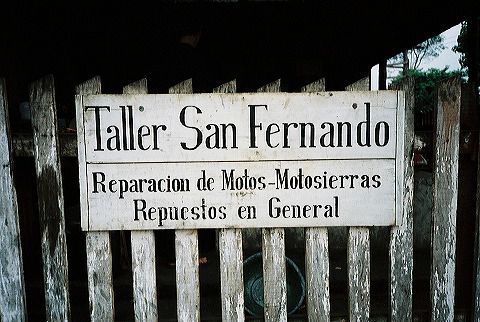 Taller San Fernando
Reparacion de Motos-Motosierras
Repuestos en General